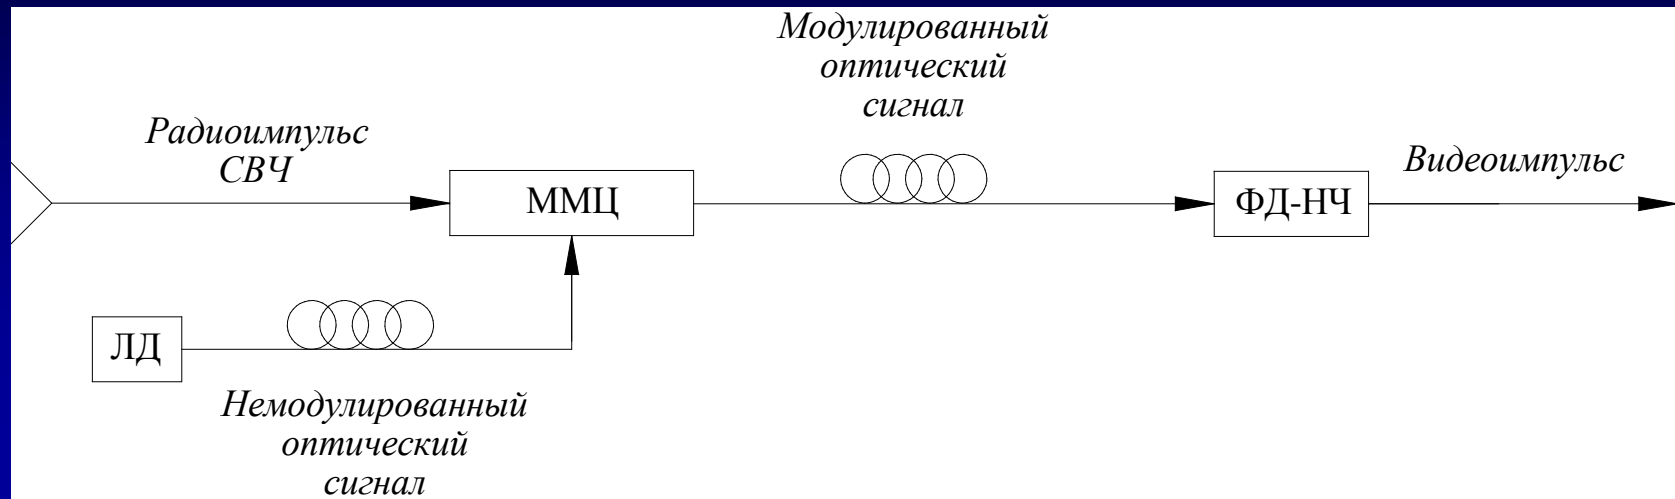 Модулированный
оптический
сигнал
Радиоимпульс
СВЧ
Видеоимпульс
ММЦ
ФД-НЧ
ЛД
Немодулированный
оптический
сигнал